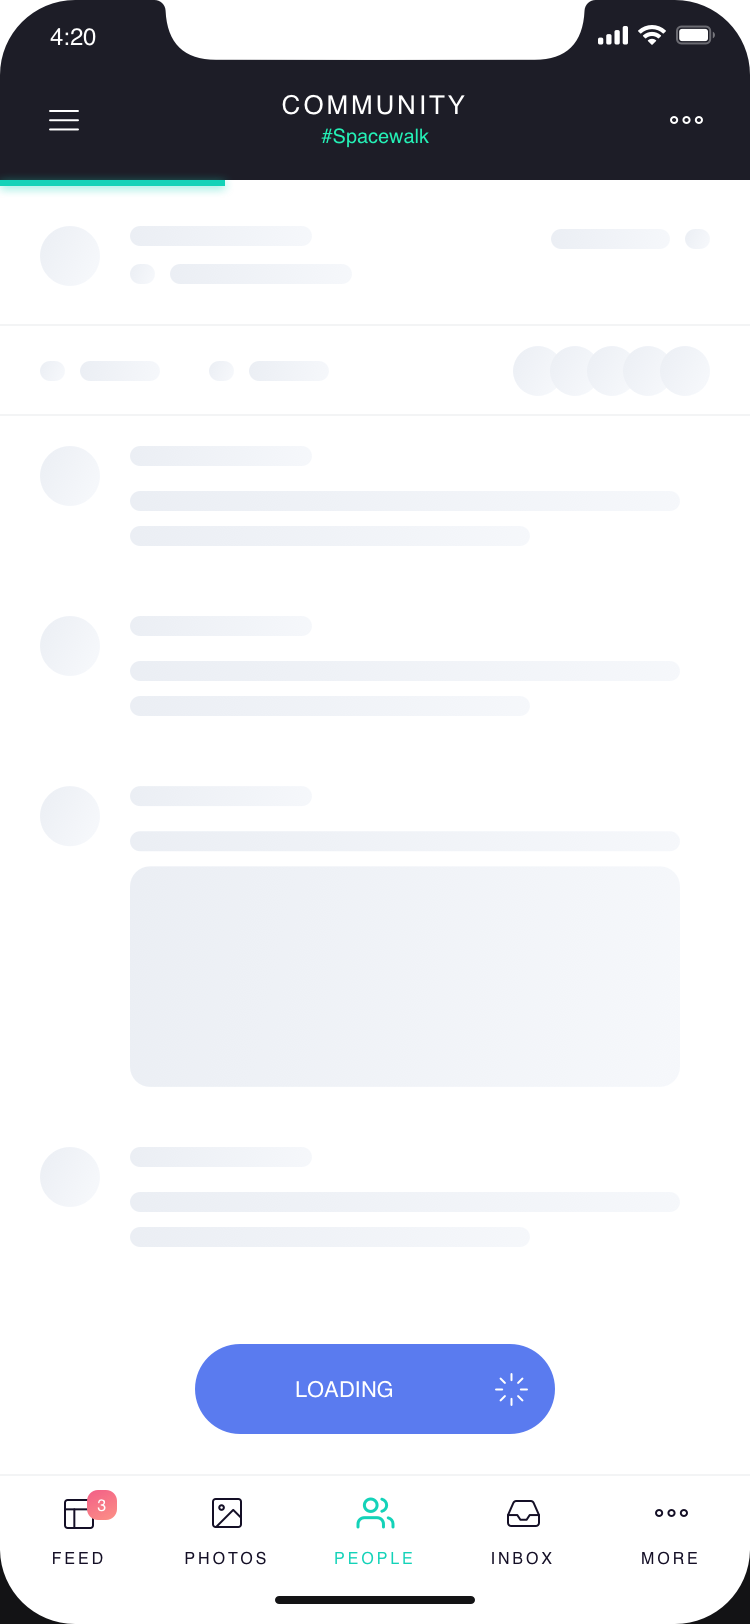 4:20
COMMUNITY
#Spacewalk
LOADING
3
FEED
PHOTOS
PEOPLE
INBOX
MORE